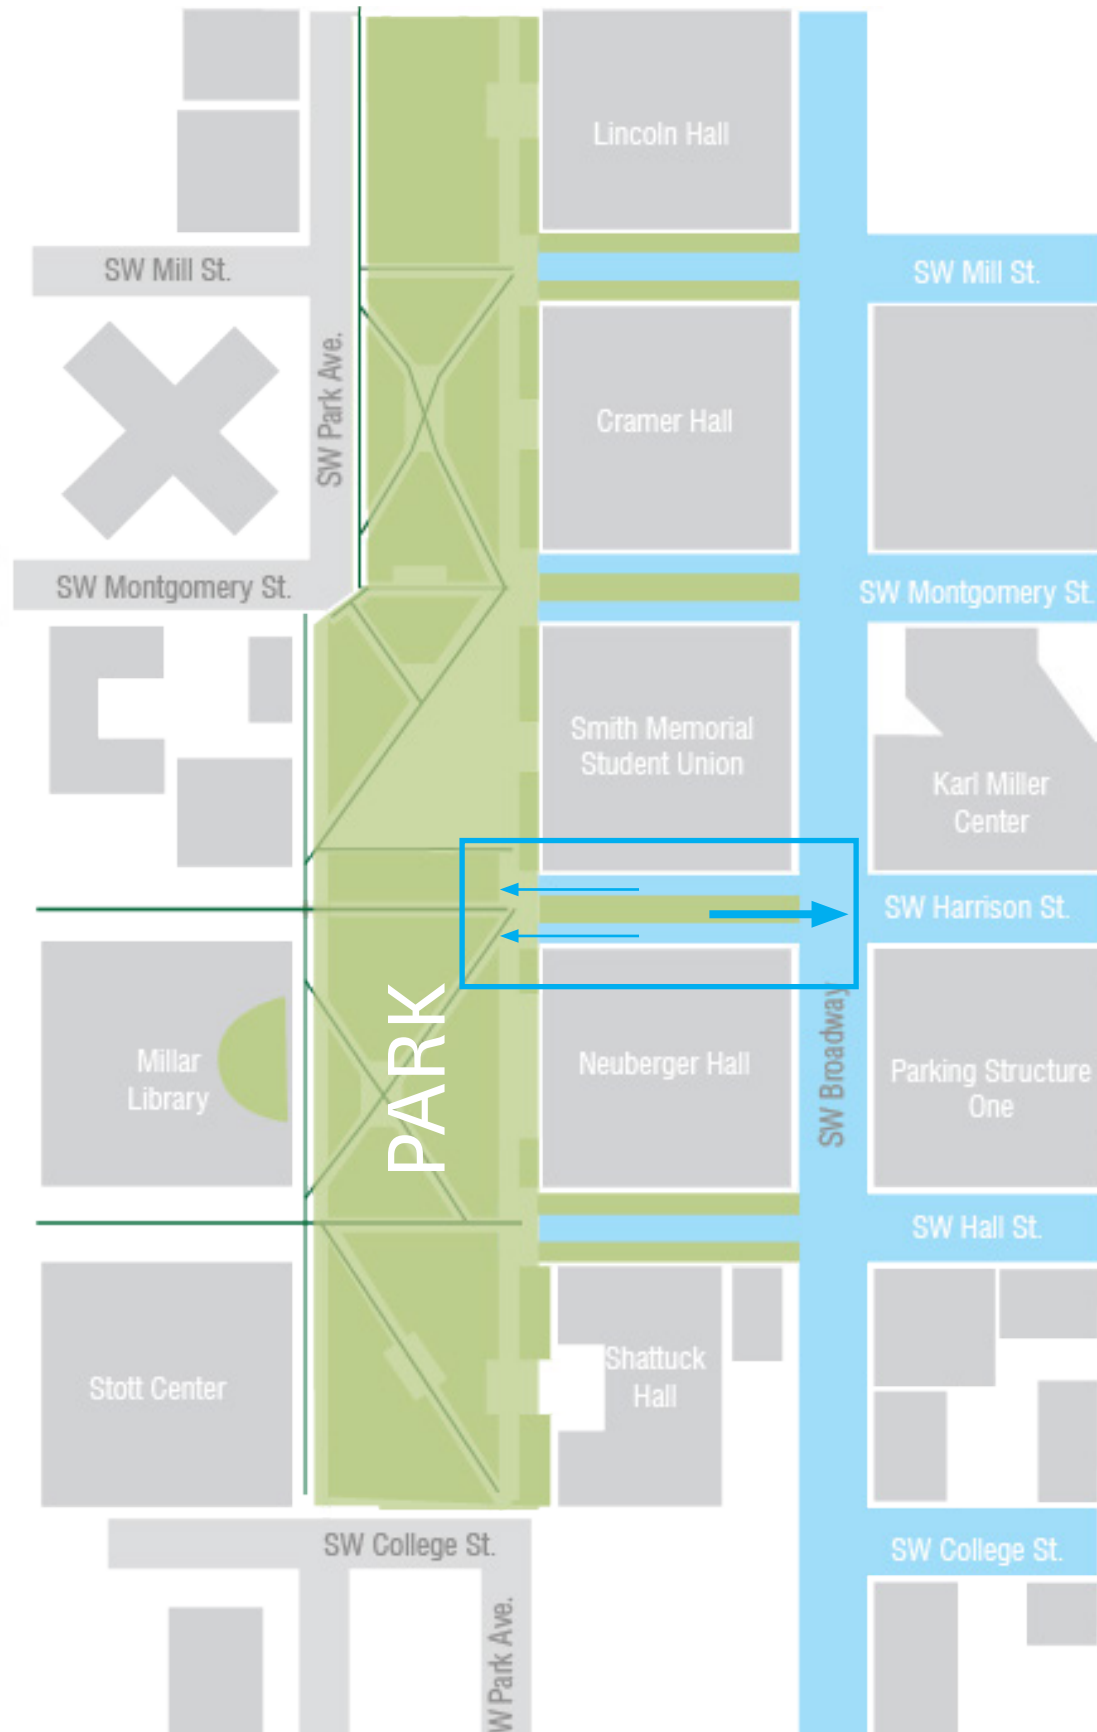 Lincoln Hall
SW Mill St.
SW Mill St.
SW Park Ave.
Cramer Hall
SW Montgomery St.
SW Montgomery St.
Smith Memorial
Student Union
Karl Miller
Center
SW Harrison St.
PARK
SW Broadway
Millar
Library
Neuberger Hall
Parking Structure
One
SW Hall St.
Stott Center
Shattuck
Hall
SW College St.
SW College St.
W Park Ave.